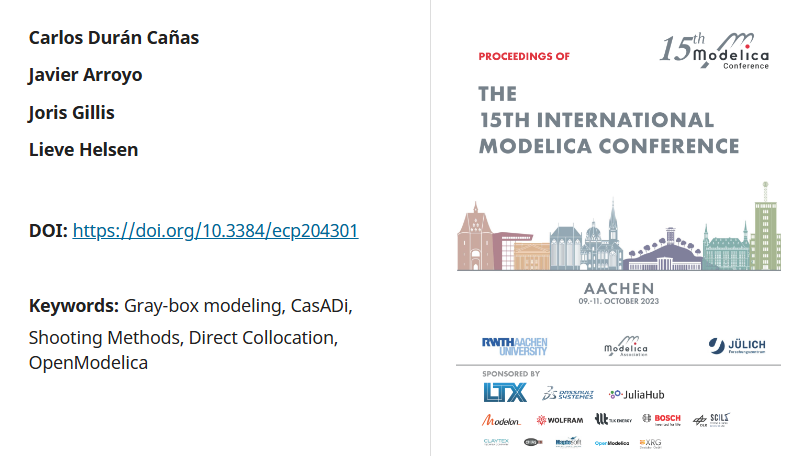 Carlos Durán Cañas
Javier Arroyo
Joris Gillis
Lieve Helsen
DOI: https://doi.org/10.3384/ecp204301
Keywords: Gray-box modeling, CasADi,
Shooting Methods, Direct Collocation,
OpenModelica
15th Modelica
Conference
PROCEEDINGS OF
THE
15TH INTERNATIONAL
MODELICA CONFERENCE
AACHEN
09.-11. OCTOBER 2023
RWTHAACHEN
UNIVERSITY
Modelica
Association
JÜLICH
Forschungszentrum
SPONSORED BY
LTX
DASSAULT
SYSTEMES
JuliaHub
Modelon
WOLFRAM
TLK ENERGY
BOSCH
DLR
CLAYTEX
MapleSoft
OpenModelica
XRG